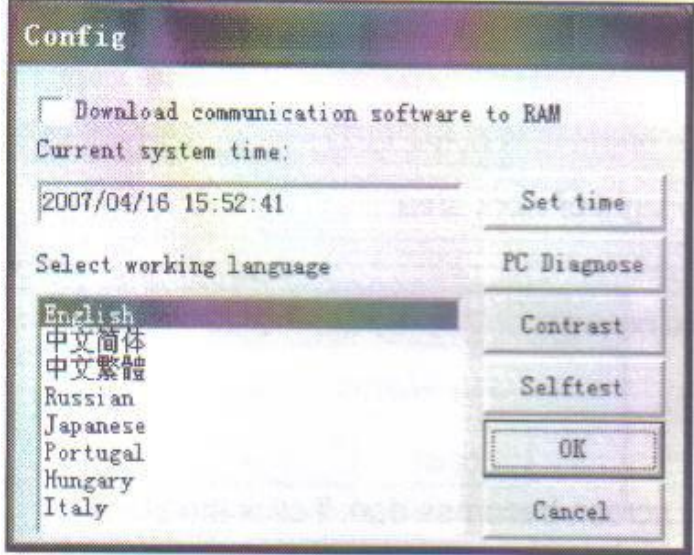 Config
Download communication software to RAM
Current system time:
2007/04/16 15:52:41
Set time
Select working language
PC Diagnose
English
中文简体
中文繁體
Russian
Japanese
Portugal
Hungary
Italy
Contrast
Selftest
OK
Cancel